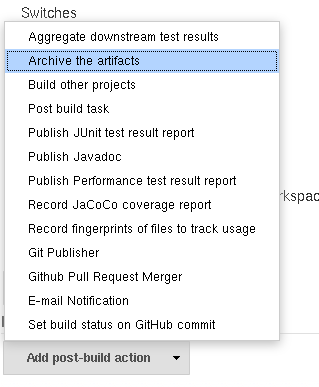 Switches
Aggregate downstream test results
Archive the artifacts
Build other projects
Post build task
Publish JUnit test result report
Publish Javadoc
Publish Performance test result report
Record JaCoCo coverage report
Record fingerprints of files to track usage
Git Publisher
Github Pull Request Merger
E-mail Notification
Set build status on GitHub commit
Add post-build action